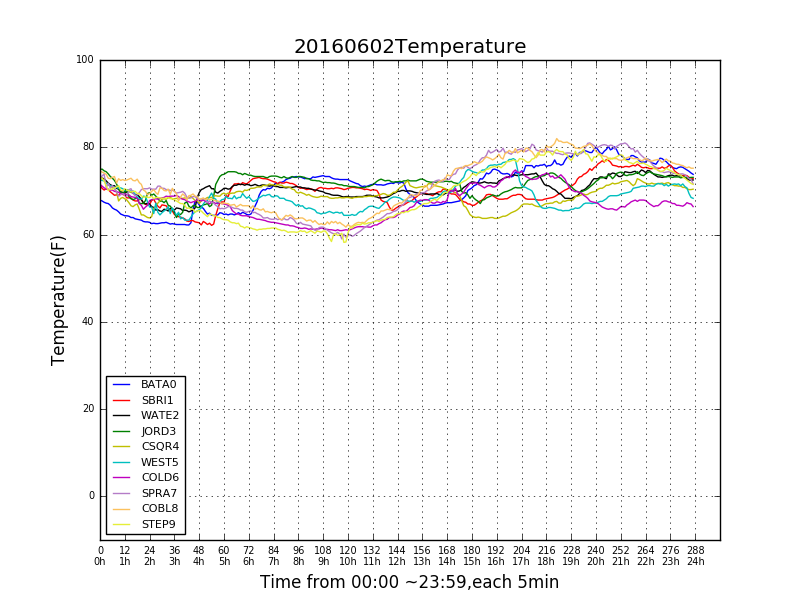 20160602Temperature
Temperature(F)
100
80
60
40
20
0
BATA0
SBRI1
WATE2
JORD3
CSQR4
WEST5
COLD6
SPRA7
COBL8
STEP9
0 12 24 36 48 60 72 84 96 108 120 132 144 156 168 180 192 204 216 228 240 252 264 276 288
0h 1h 2h 3h 4h 5h 6h 7h 8h 9h 10h 11h 12h 13h 14h 15h 16h 17h 18h 19h 20h 21h 22h 23h 24h
Time from 00:00 ~23:59,each 5min